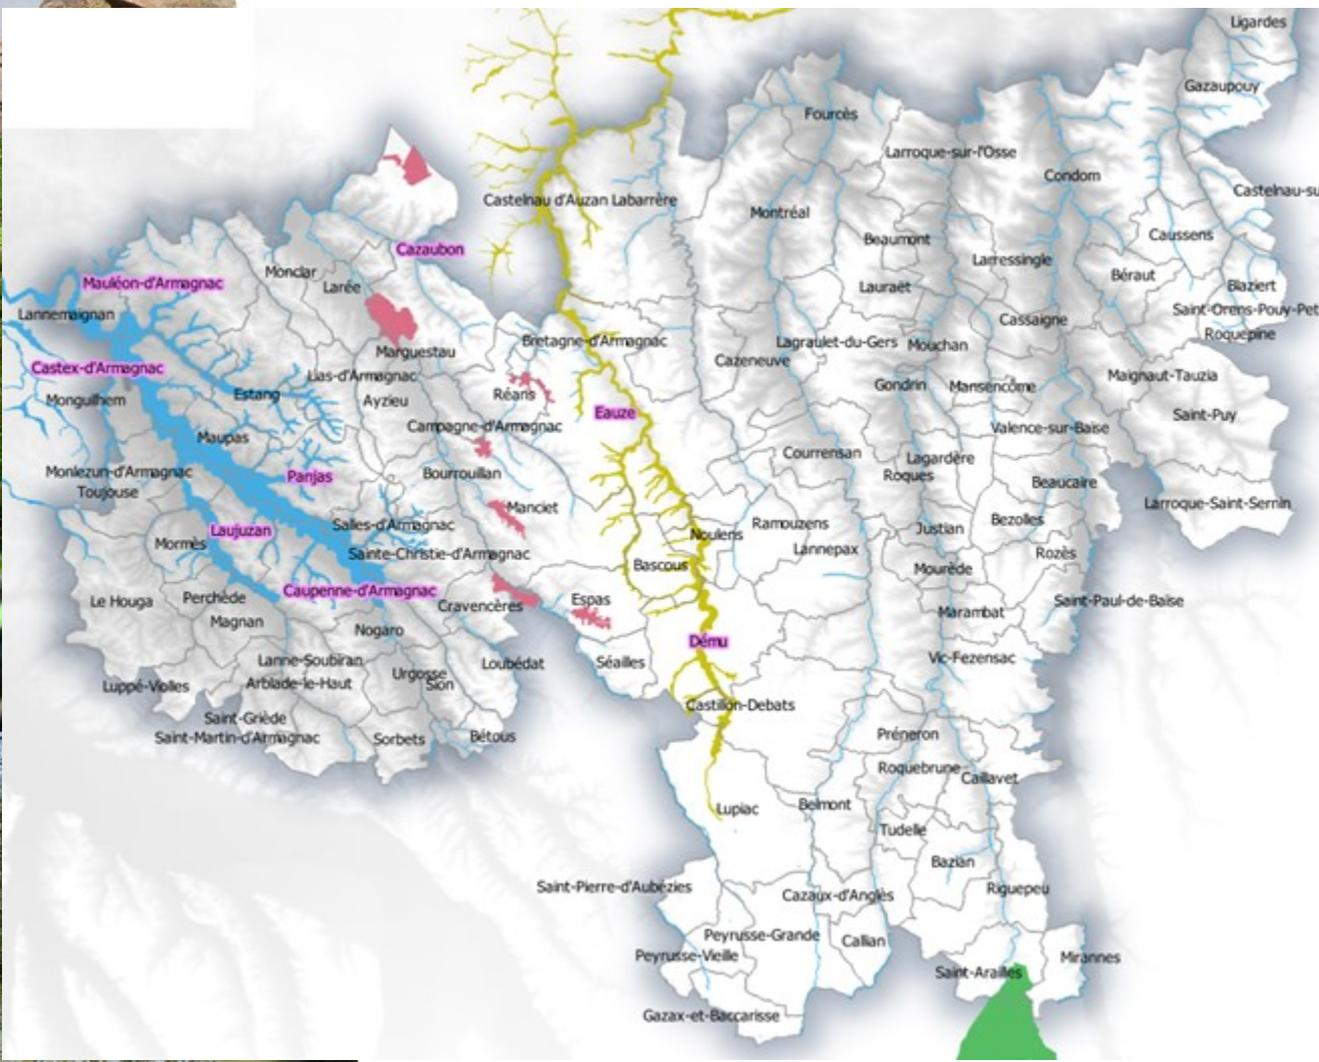 Ligardes
Gazaupouy
Fourcès
Larroque-sur-l'Osse
Condom
Castelnau d'Auzan Labarrère
Castelnau-su
Montréal
Caussens
Beaumont
Cazaubon
Larressingle
Monclar
Béraut
Mauléon-d'Armagnac
Larée
Lauraët
Blaziert
Lannemaignan
Saint-Orens-Pouy-Pet
Cassaigne
Roquepine
Bretagne-d'Armagnac
Lagraulet-du-Gers
Mouchan
Marguestau
Cazeneuve
Castex-d'Armagnac
Lias-d'Armagnac
Maignaut-Tauzia
Gondrin
Mansencôme
Estang
Réans
Monguilhem
Ayzieu
Eauze
Saint-Puy
Campagne-d'Armagnac
Valence-sur-Baïse
Maupas
Courrensan
Lagardère
Monlezun-d'Armagnac
Panjas
Bourrouillan
Roques
Beaucaire
Toujouse
Larroque-Saint-Sernin
Manciet
Bezolles
Salles-d'Armagnac
Ramouzens
Laujuzan
Justian
Noulens
Mormès
Lannepax
Sainte-Christie-d'Armagnac
Rozès
Bascous
Mourède
Caupenne-d'Armagnac
Perchède
Espas
Le Houga
Saint-Paul-de-Baïse
Cravencères
Marambat
Magnan
Nogaro
Dému
Lanne-Soubiran
Vic-Fezensac
Loubédat
Séailles
Urgosse
Arblade-le-Haut
Sion
Luppé-Violles
Castillon-Debats
Saint-Griède
Préneron
Saint-Martin-d'Armagnac
Sorbets
Bétous
Roquebrune
Caillavet
Belmont
Lupiac
Tudelle
Bazian
Saint-Pierre-d'Aubézies
Riguepeu
Cazaux-d'Anglès
Peyrusse-Grande
Callian
Peyrusse-Vieille
Mirannes
Saint-Arailles
Gazax-et-Baccarisse